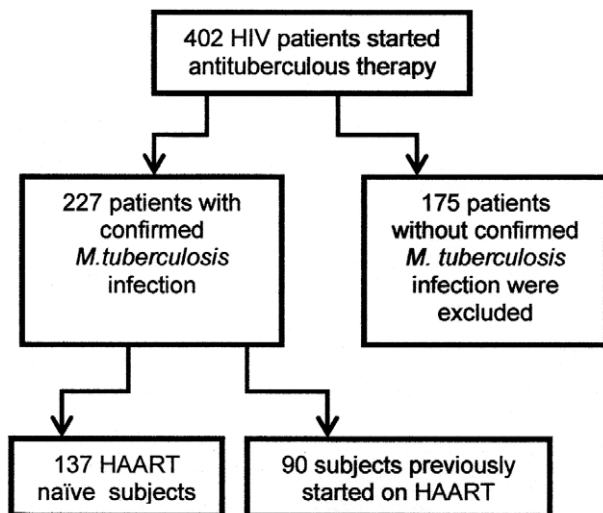 402 HIV patients started
antituberculous therapy
227 patients with
confirmed
M.tuberculosis
infection
175 patients
without confirmed
M. tuberculosis
infection were
excluded
137 HAART
naïve subjects
90 subjects previously
started on HAART